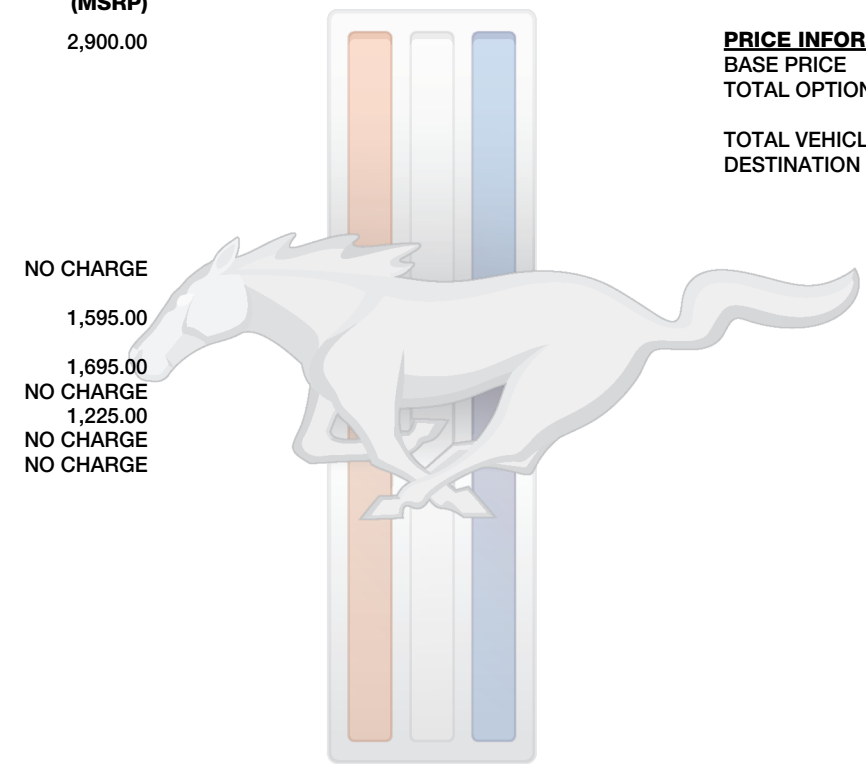 (MSRP)
2,900.00
NO CHARGE
1,595.00
1,695.00
NO CHARGE
1,225.00
NO CHARGE
NO CHARGE
PRICE INFOR
BASE PRICE
TOTAL OPTION
TOTAL VEHICL
DESTINATION